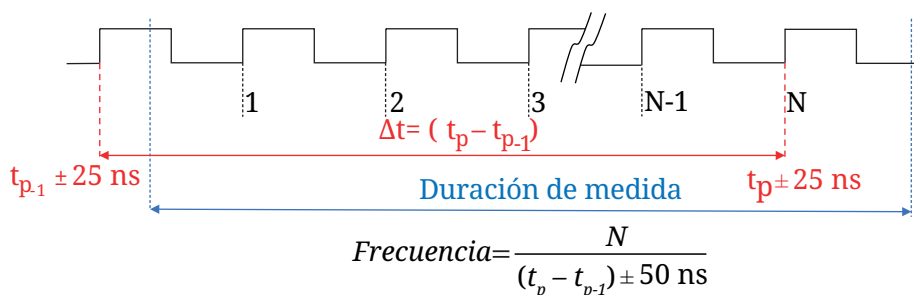 1 2 3 N-1 N
Δt= ( tp – tp-1)
tp-1 ± 25 ns tp ± 25 ns
Duración de medida
Frecuencia= N
(tp – tp-1) ± 50 ns